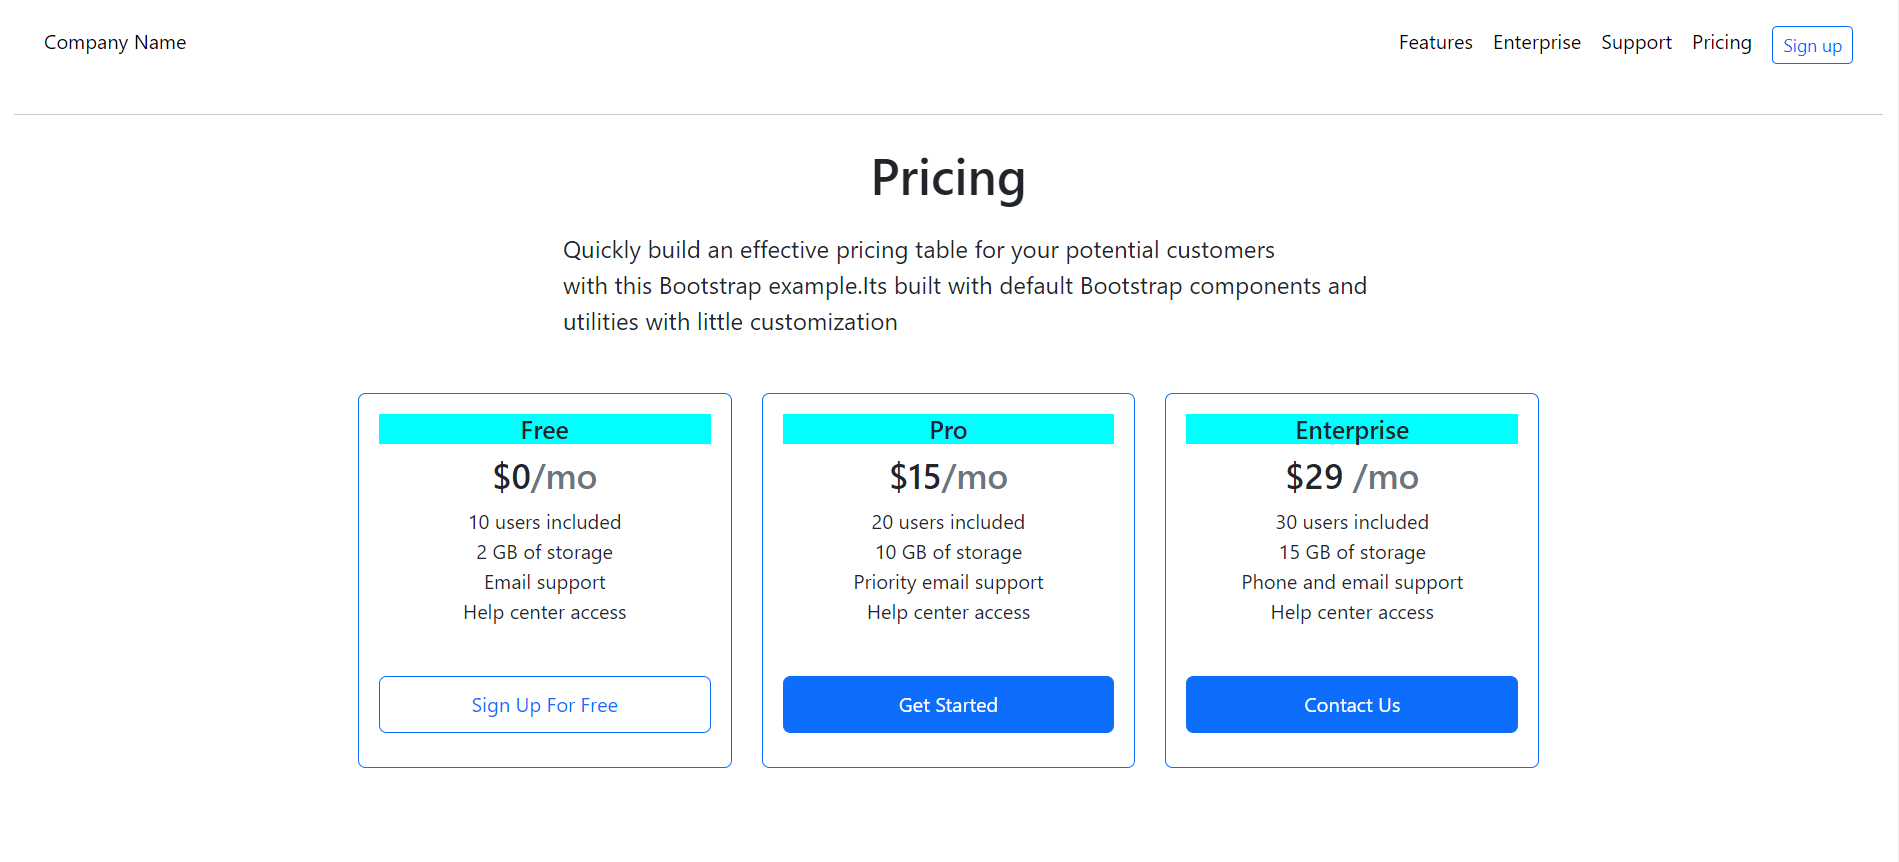 Company Name
Features Enterprise Support Pricing Sign up
Pricing
Quickly build an effective pricing table for your potential customers
with this Bootstrap example.Its built with default Bootstrap components and
utilities with little customization
Free
$0/mo
10 users included
2 GB of storage
Email support
Help center access
Sign Up For Free
Pro
$15/mo
20 users included
10 GB of storage
Priority email support
Help center access
Get Started
Enterprise
$29 /mo
30 users included
15 GB of storage
Phone and email support
Help center access
Contact Us